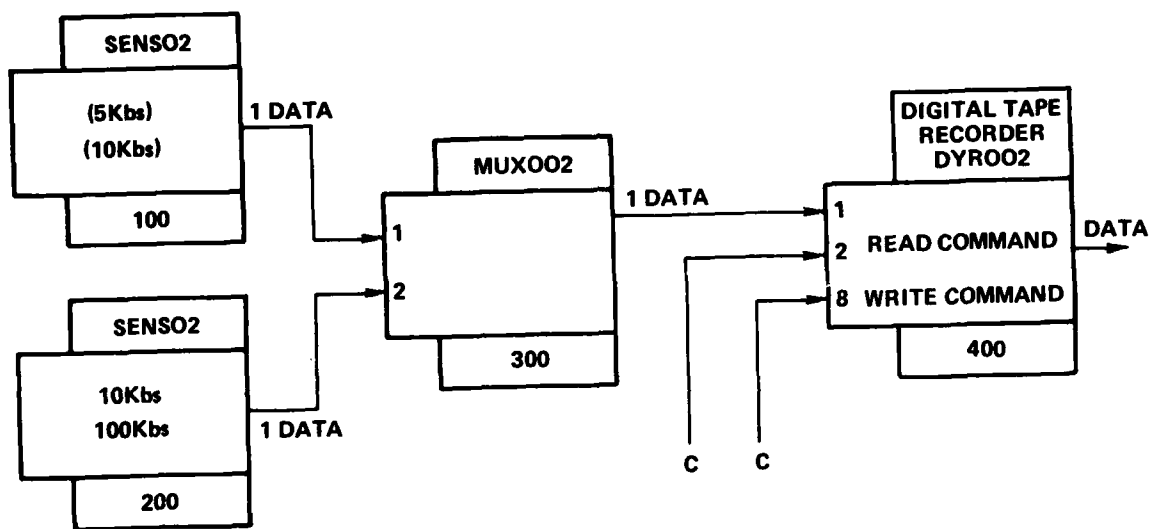 SENSO2
(5Kbs)
(10Kbs)
100
1 DATA
SENSO2
10Kbs
100Kbs
200
1 DATA
MUXOO2
1
2
300
1 DATA
DIGITAL TAPE
RECORDER
DYROO2
1
2 READ COMMAND
8 WRITE COMMAND
400
DATA
C
C